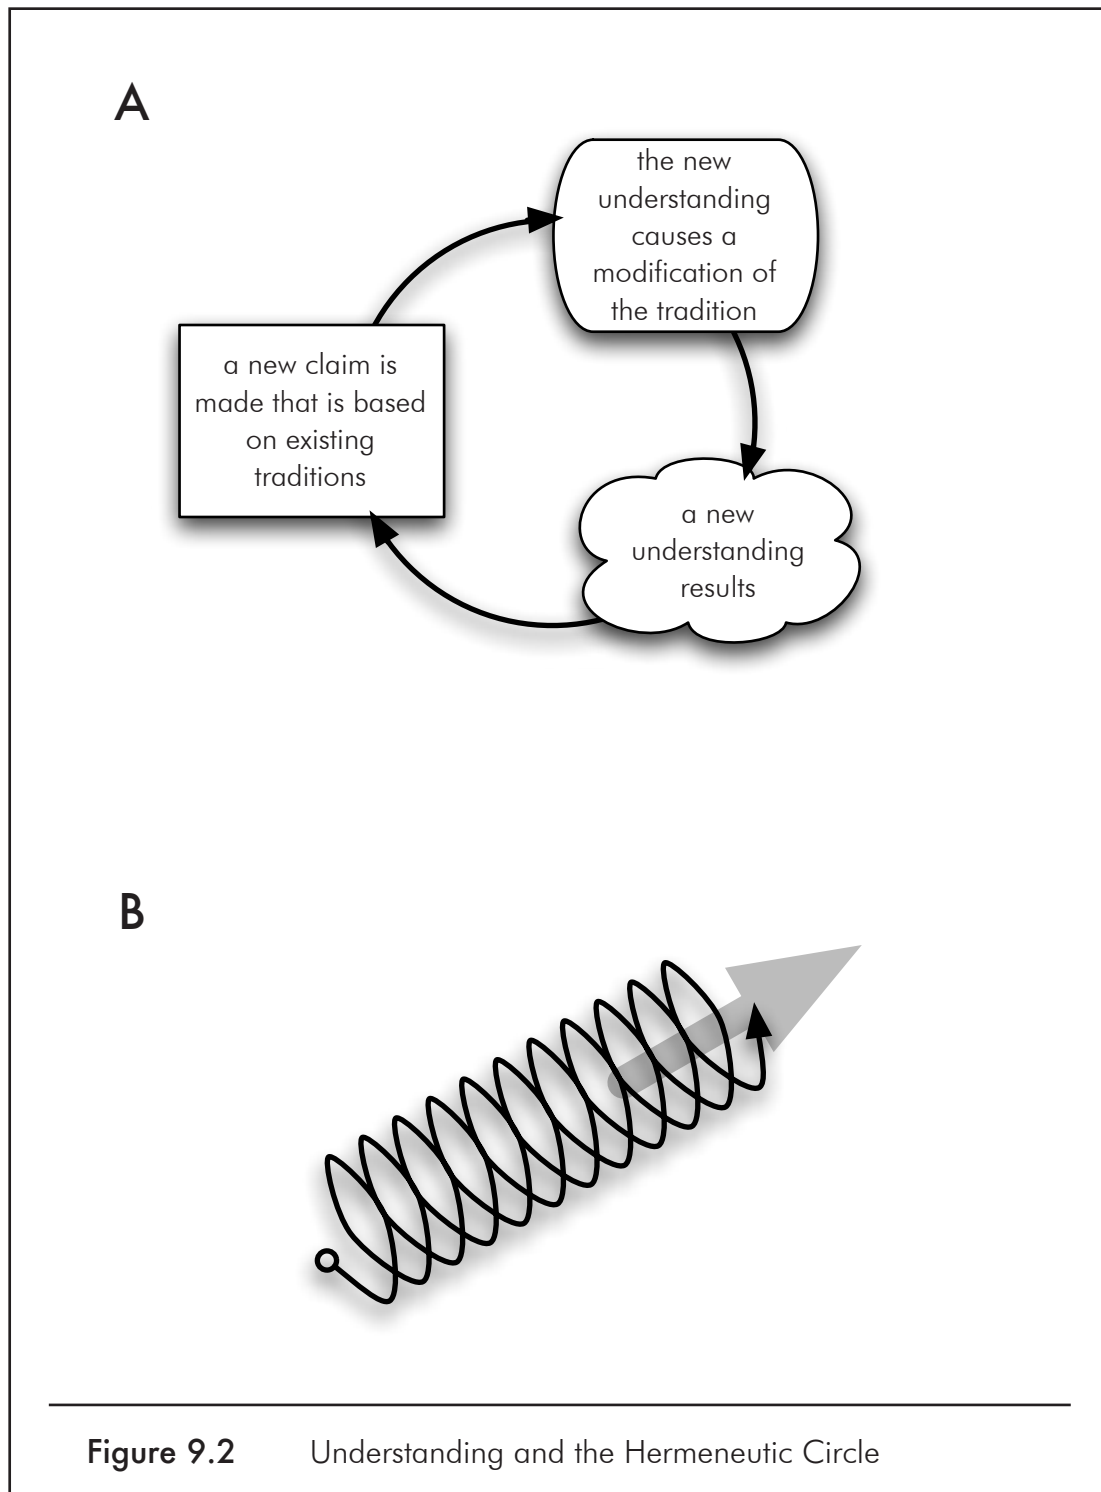 A
the new
understanding
causes a
modification of
the tradition
a new claim is
made that is based
on existing
traditions
a new
understanding
results
B
Figure 9.2 Understanding and the Hermeneutic Circle